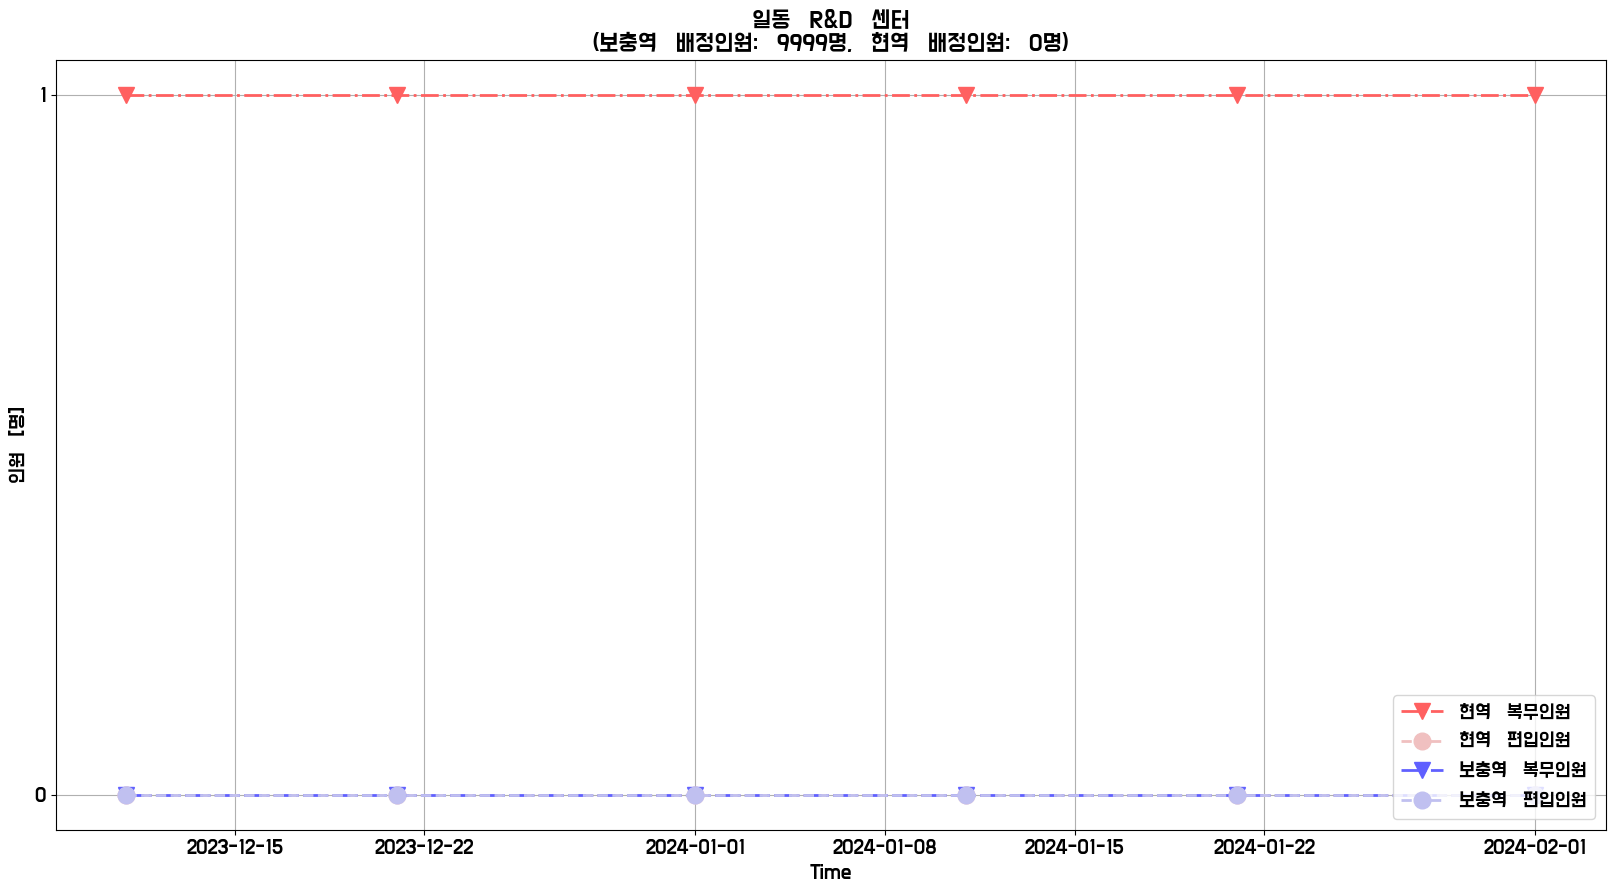 일동 R&D 센터
(보충역 배정인원: 9999명, 현역 배정인원: 0명)
1
인원 [명]
현역 복무인원
현역 편입인원
보충역 복무인원
보충역 편입인원
0
2023-12-15 2023-12-22 2024-01-01 2024-01-08 2024-01-15 2024-01-22 2024-02-01
Time